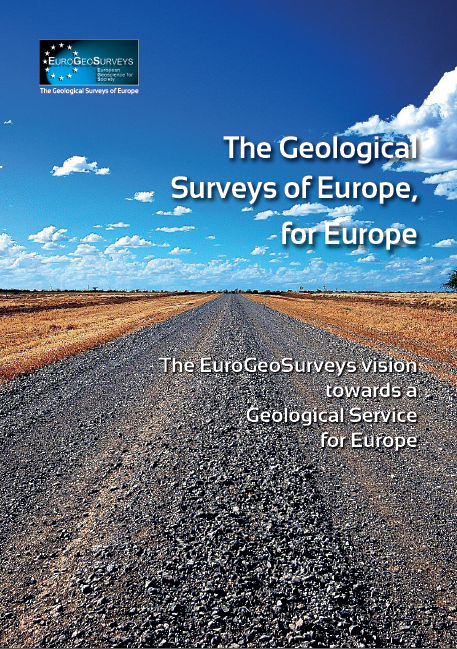 EUROGEOSURVEYS
European
Geoscience for
Society
The Geological Surveys of Europe
The Geological
Surveys of Europe,
for Europe
The EuroGeoSurveys vision
towards a
Geological Service
for Europe